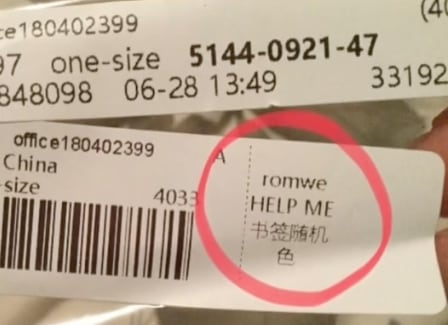 ce180402399
(40
97 one-size 5144-0921-47
848098 06-28 13:49 33192
office180402399
China
-size
4033
A
romwe
HELP ME
书签随机
色